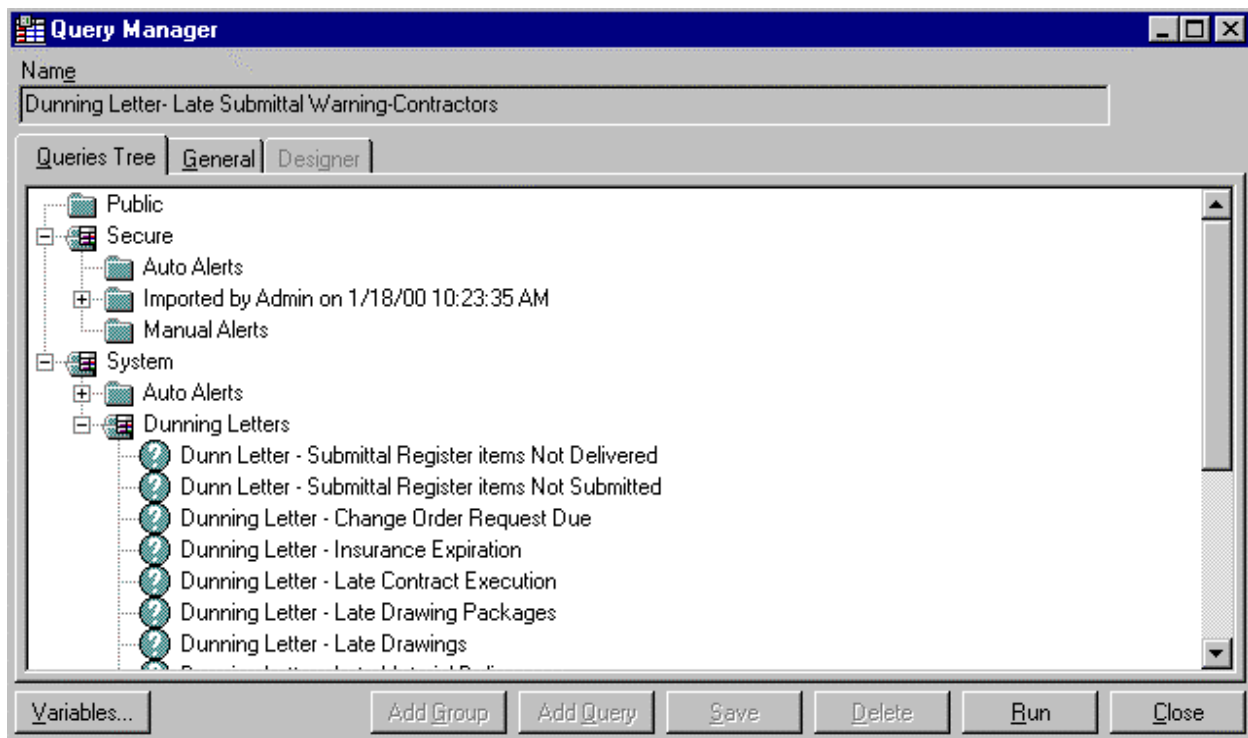 Query Manager
Name
Dunning Letter- Late Submittal Warning-Contractors
Queries Tree General Designer
Public
Secure
Auto Alerts
Imported by Admin on 1/18/00 10:23:35 AM
Manual Alerts
System
Auto Alerts
Dunning Letters
Dunn Letter - Submittal Register items Not Delivered
Dunn Letter - Submittal Register items Not Submitted
Dunning Letter - Change Order Request Due
Dunning Letter - Insurance Expiration
Dunning Letter - Late Contract Execution
Dunning Letter - Late Drawing Packages
Dunning Letter - Late Drawings
Variables... Add Group Add Query Save Delete Run Close